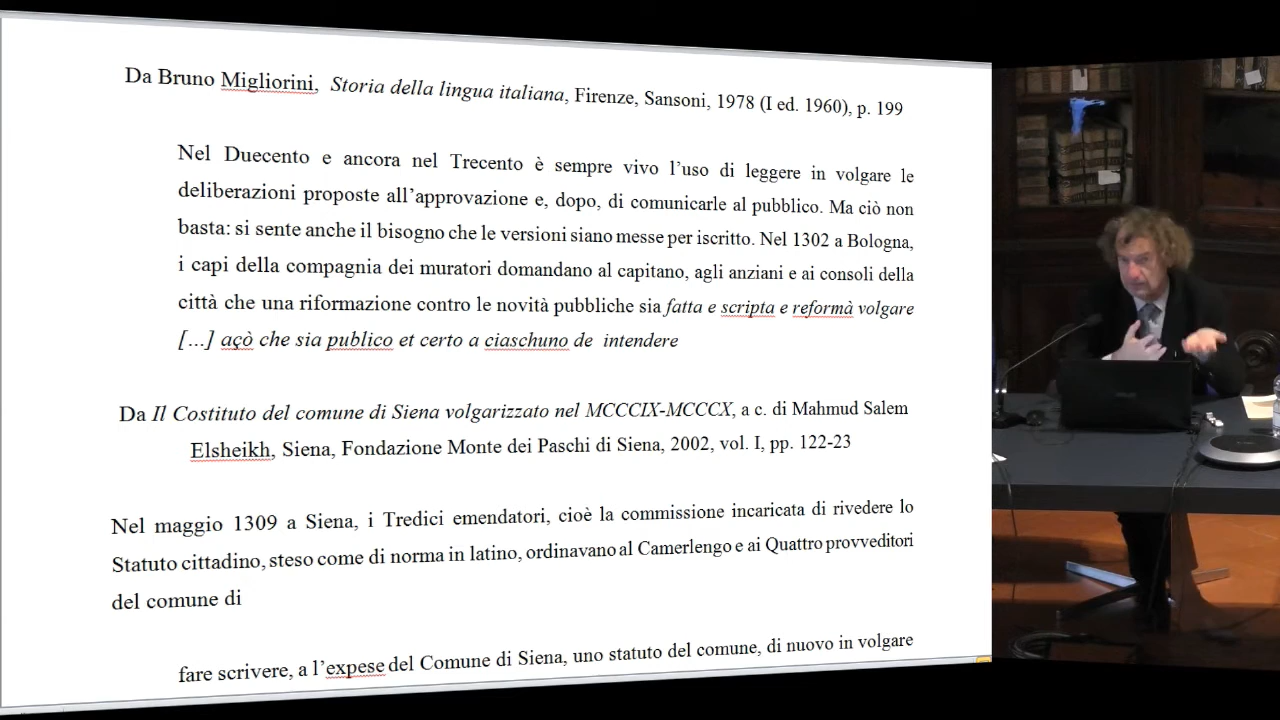 Da Bruno Migliorini, Storia della lingua italiana, Firenze, Sansoni, 1978 (I ed. 1960), p. 199
Nel Duecento e ancora nel Trecento è sempre vivo l’uso di leggere in volgare le
deliberazioni proposte all’approvazione e, dopo, di comunicarle al pubblico. Ma ciò non
basta: si sente anche il bisogno che le versioni siano messe per iscritto. Nel 1302 a Bologna,
i capi della compagnia dei muratori domandano al capitano, agli anziani e ai consoli della
città che una riformazione contro le novità pubbliche sia fatta e scripta e reformà volgare
[...] açò che sia publico et certo a ciaschuno de intendere
Da Il Costituto del comune di Siena volgarizzato nel MCCCIX-MCCCX, a c. di Mahmud Salem
Elsheikh, Siena, Fondazione Monte dei Paschi di Siena, 2002, vol. I, pp. 122-23
Nel maggio 1309 a Siena, i Tredici emendatori, cioè la commissione incaricata di rivedere lo
Statuto cittadino, steso come di norma in latino, ordinavano al Camerlengo e ai Quattro provveditori
del comune di
fare scrivere, a l’expese del Comune di Siena, uno statuto del comune, di nuovo in volgare